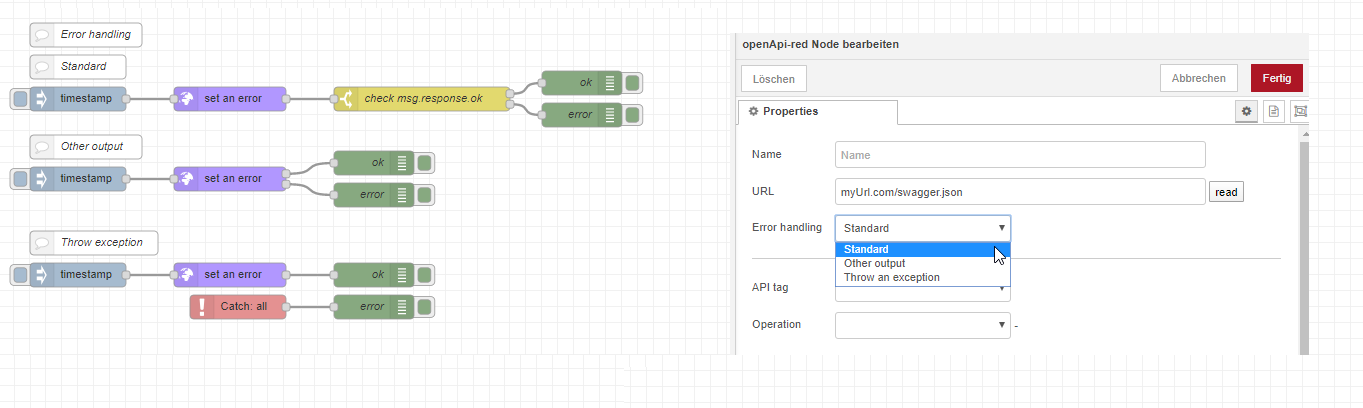 Error handling
Standard
timestamp
set an error
check msg.response.ok
ok
error
Other output
timestamp
set an error
ok
error
Throw exception
timestamp
set an error
ok
Catch: all
error
openApi-red Node bearbeiten
Löschen
Abbrechen
Fertig
Properties
Name
Name
URL
myUrl.com/swagger.json
read
Error handling
Standard
Standard
Other output
Throw an exception
API tag
Operation
-